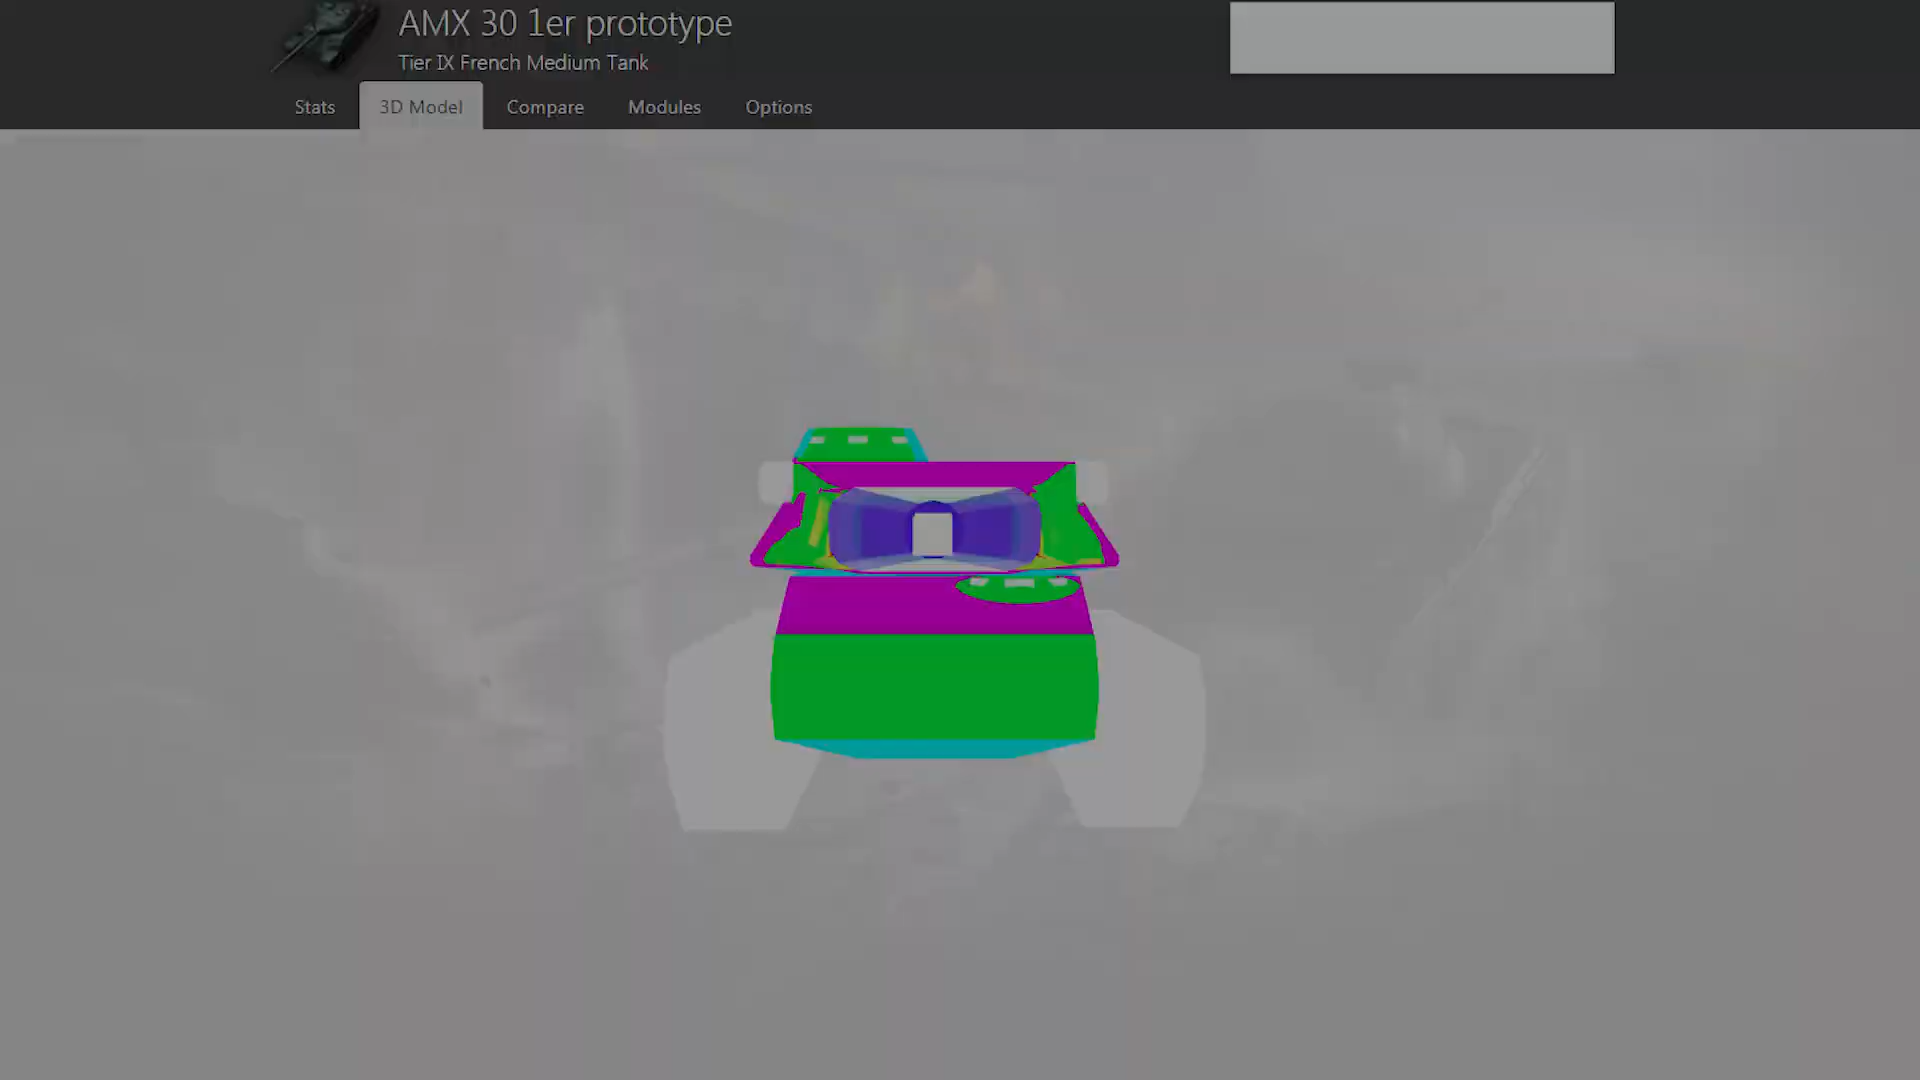 AMX 30 1er prototype
Tier IX French Medium Tank
Stats 3D Model Compare Modules Options